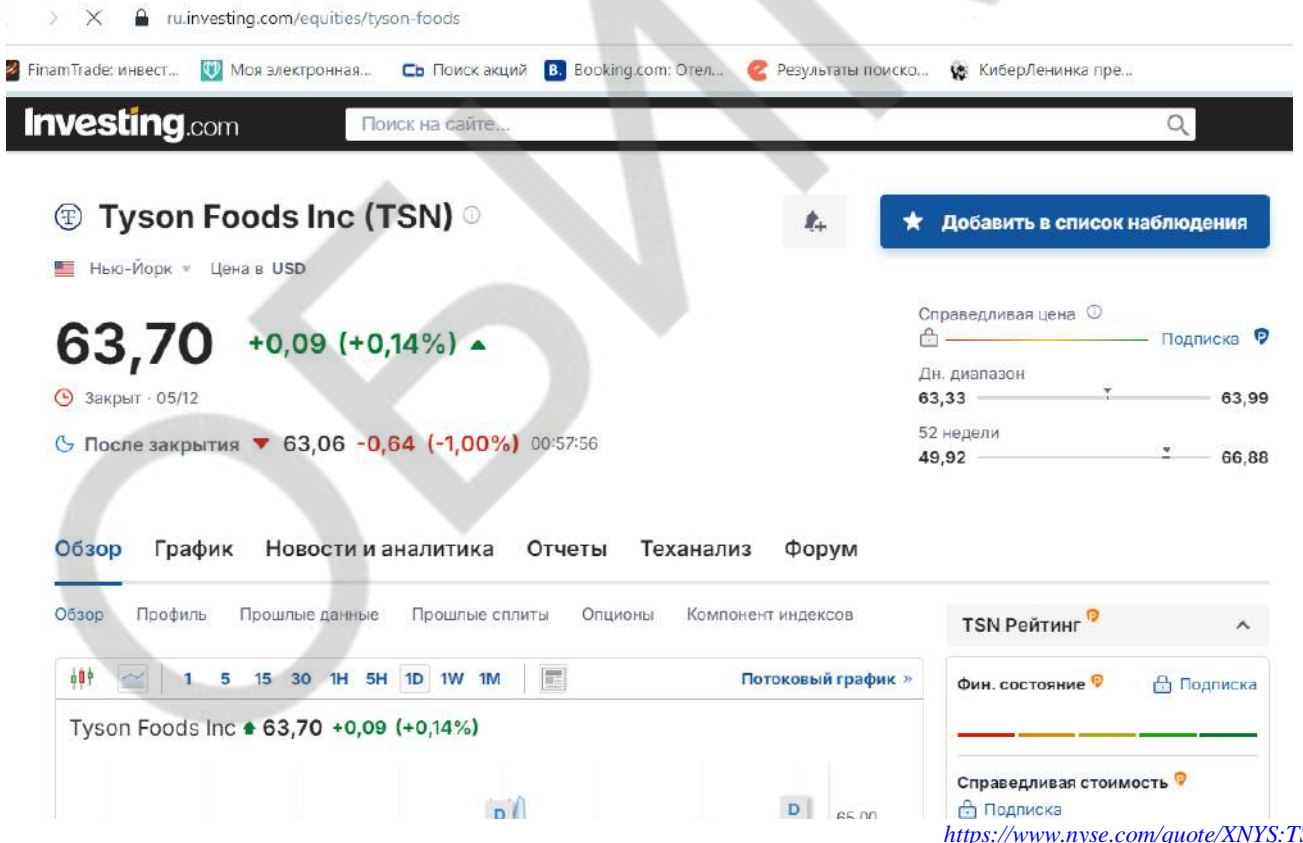 ru.investing.com/equities/tyson-foods
FinamTrade: инвест... Моя электронная... Сb Поиск акций B. Booking.com: Отел... Результаты поиско... КиберЛенинка пре...
Investing.com Поиск на сайте...
Tyson Foods Inc (TSN)
Добавить в список наблюдения
Нью-Йорк Цена в USD
63,70 +0,09 (+0,14%)
Закрыт · 05/12
После закрытия 63,06 -0,64 (-1,00%) 00:57:56
Справедливая цена
Подписка
Дн. диапазон
63,33 63,99
52 недели
49,92 66,88
Обзор График Новости и аналитика Отчеты Теханализ Форум
Обзор Профиль Прошлые данные Прошлые сплиты Опционы Компонент индексов
1 5 15 30 1H 5H 1D 1W 1M Потоковый график »
Tyson Foods Inc 63,70 +0,09 (+0,14%)
D D 65,00
TSN Рейтинг
Фин. состояние Подписка
Справедливая стоимость
Подписка
https://www.nyse.com/quote/XNYS:TS